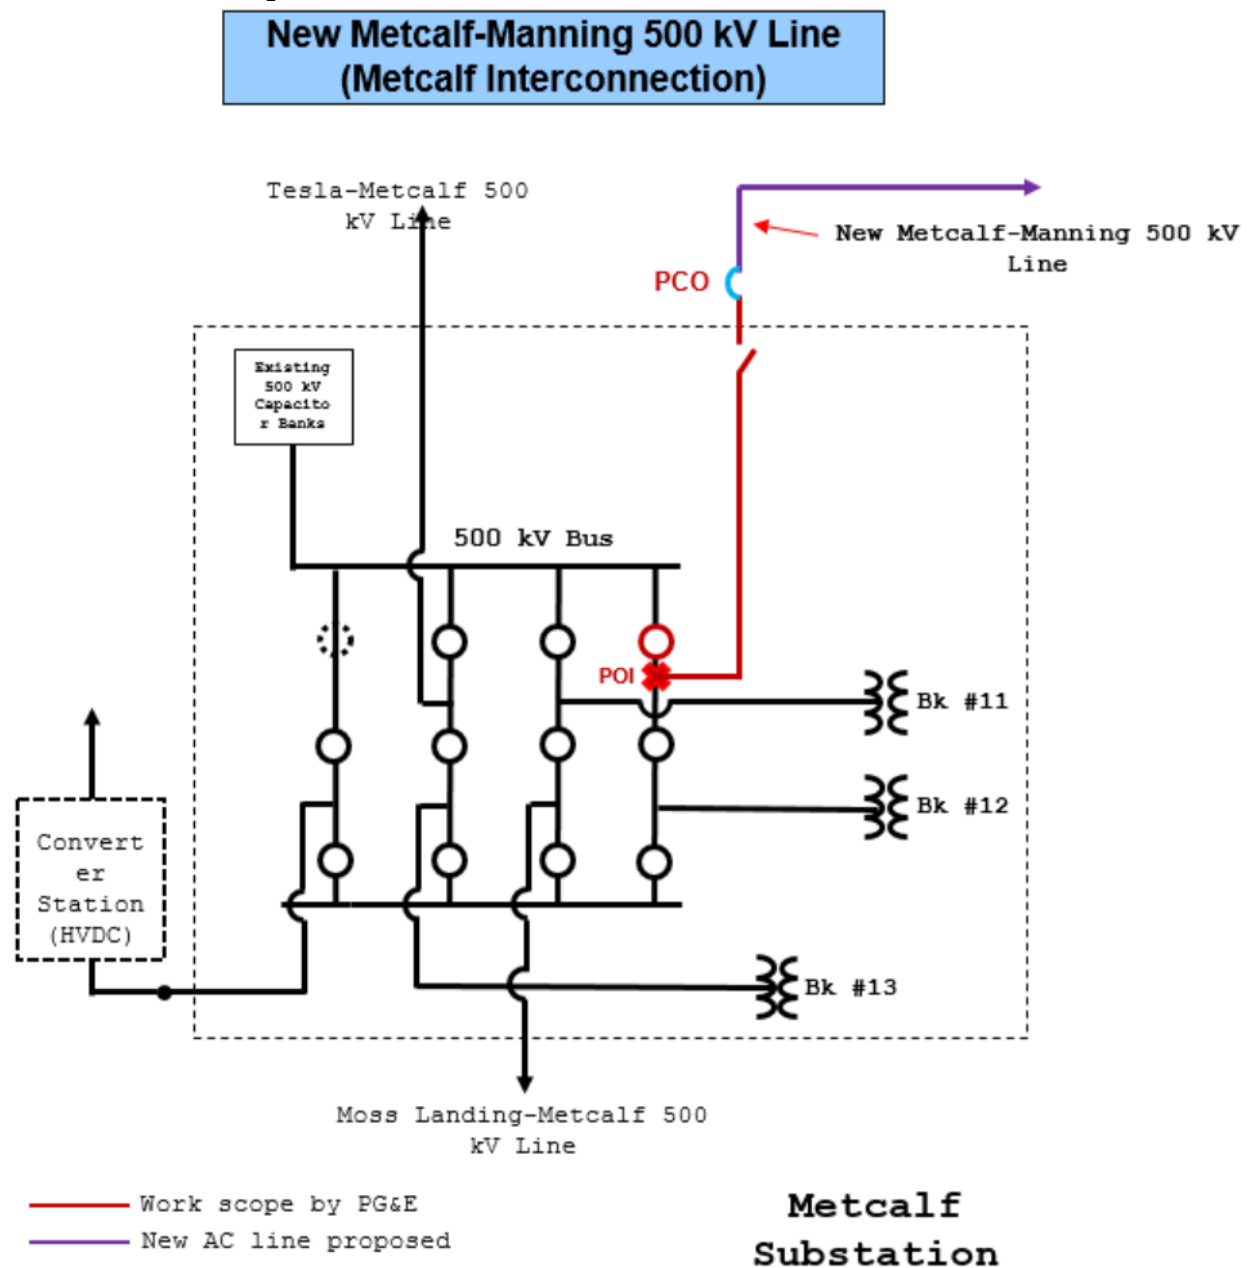 New Metcalf-Manning 500 kV Line
(Metcalf Interconnection)
Tesla-Metcalf 500
kV Line
New Metcalf-Manning 500 kV
Line
PCO
Existing
500 kV
Capacito
r Banks
500 kV Bus
POI
Bk #11
Bk #12
Convert
er
Station
(HVDC)
Bk #13
Moss Landing-Metcalf 500
kV Line
Work scope by PG&E
New AC line proposed
Metcalf
Substation